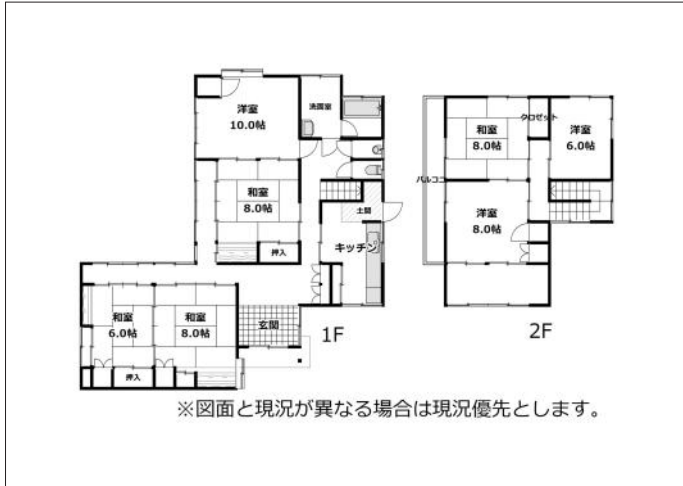 洋室
10.0帖
洗面室
和室
8.0帖
押入
土間
キッチン
和室
6.0帖
和室
8.0帖
押入
玄関
1F
和室
8.0帖
クロゼット
洋室
6.0帖
バルコニ
洋室
8.0帖
2F
※図面と現況が異なる場合は現況優先とします。